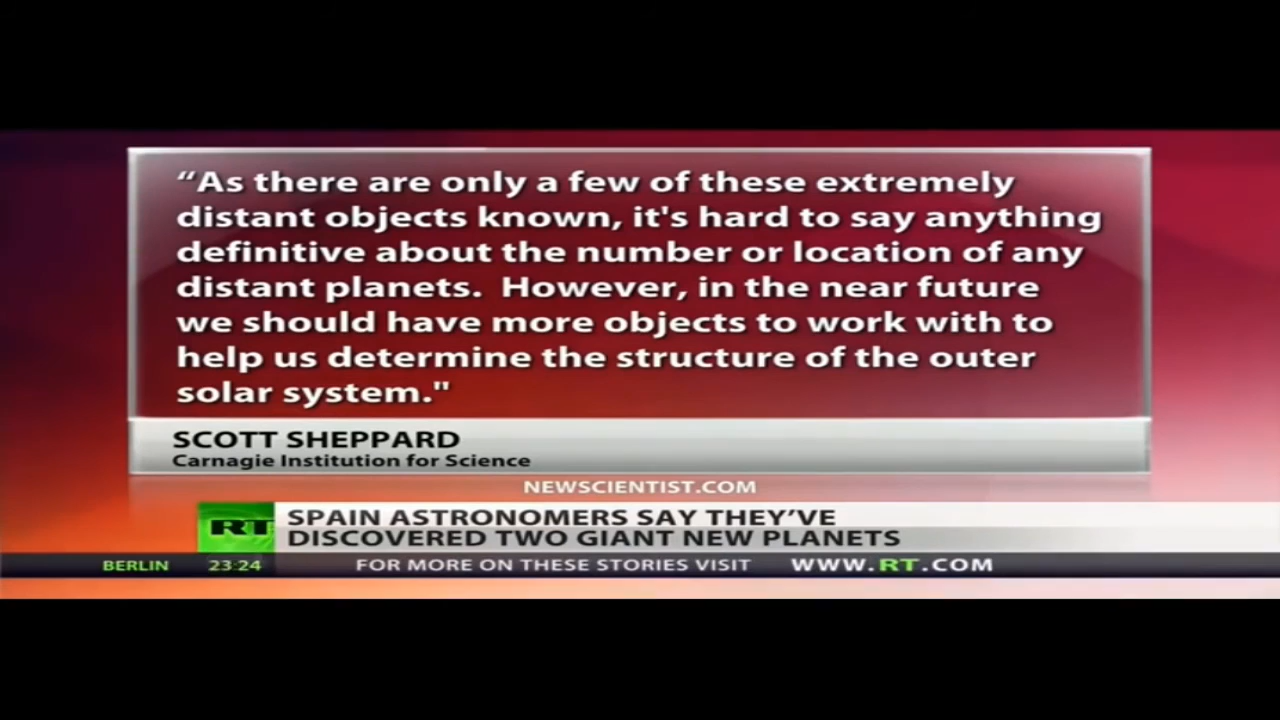 “As there are only a few of these extremely
distant objects known, it's hard to say anything
definitive about the number or location of any
distant planets. However, in the near future
we should have more objects to work with to
help us determine the structure of the outer
solar system."
SCOTT SHEPPARD
Carnagie Institution for Science
NEWSCIENTIST.COM
RT
SPAIN ASTRONOMERS SAY THEY’VE
DISCOVERED TWO GIANT NEW PLANETS
BERLIN 23:24 FOR MORE ON THESE STORIES VISIT WWW.RT.COM